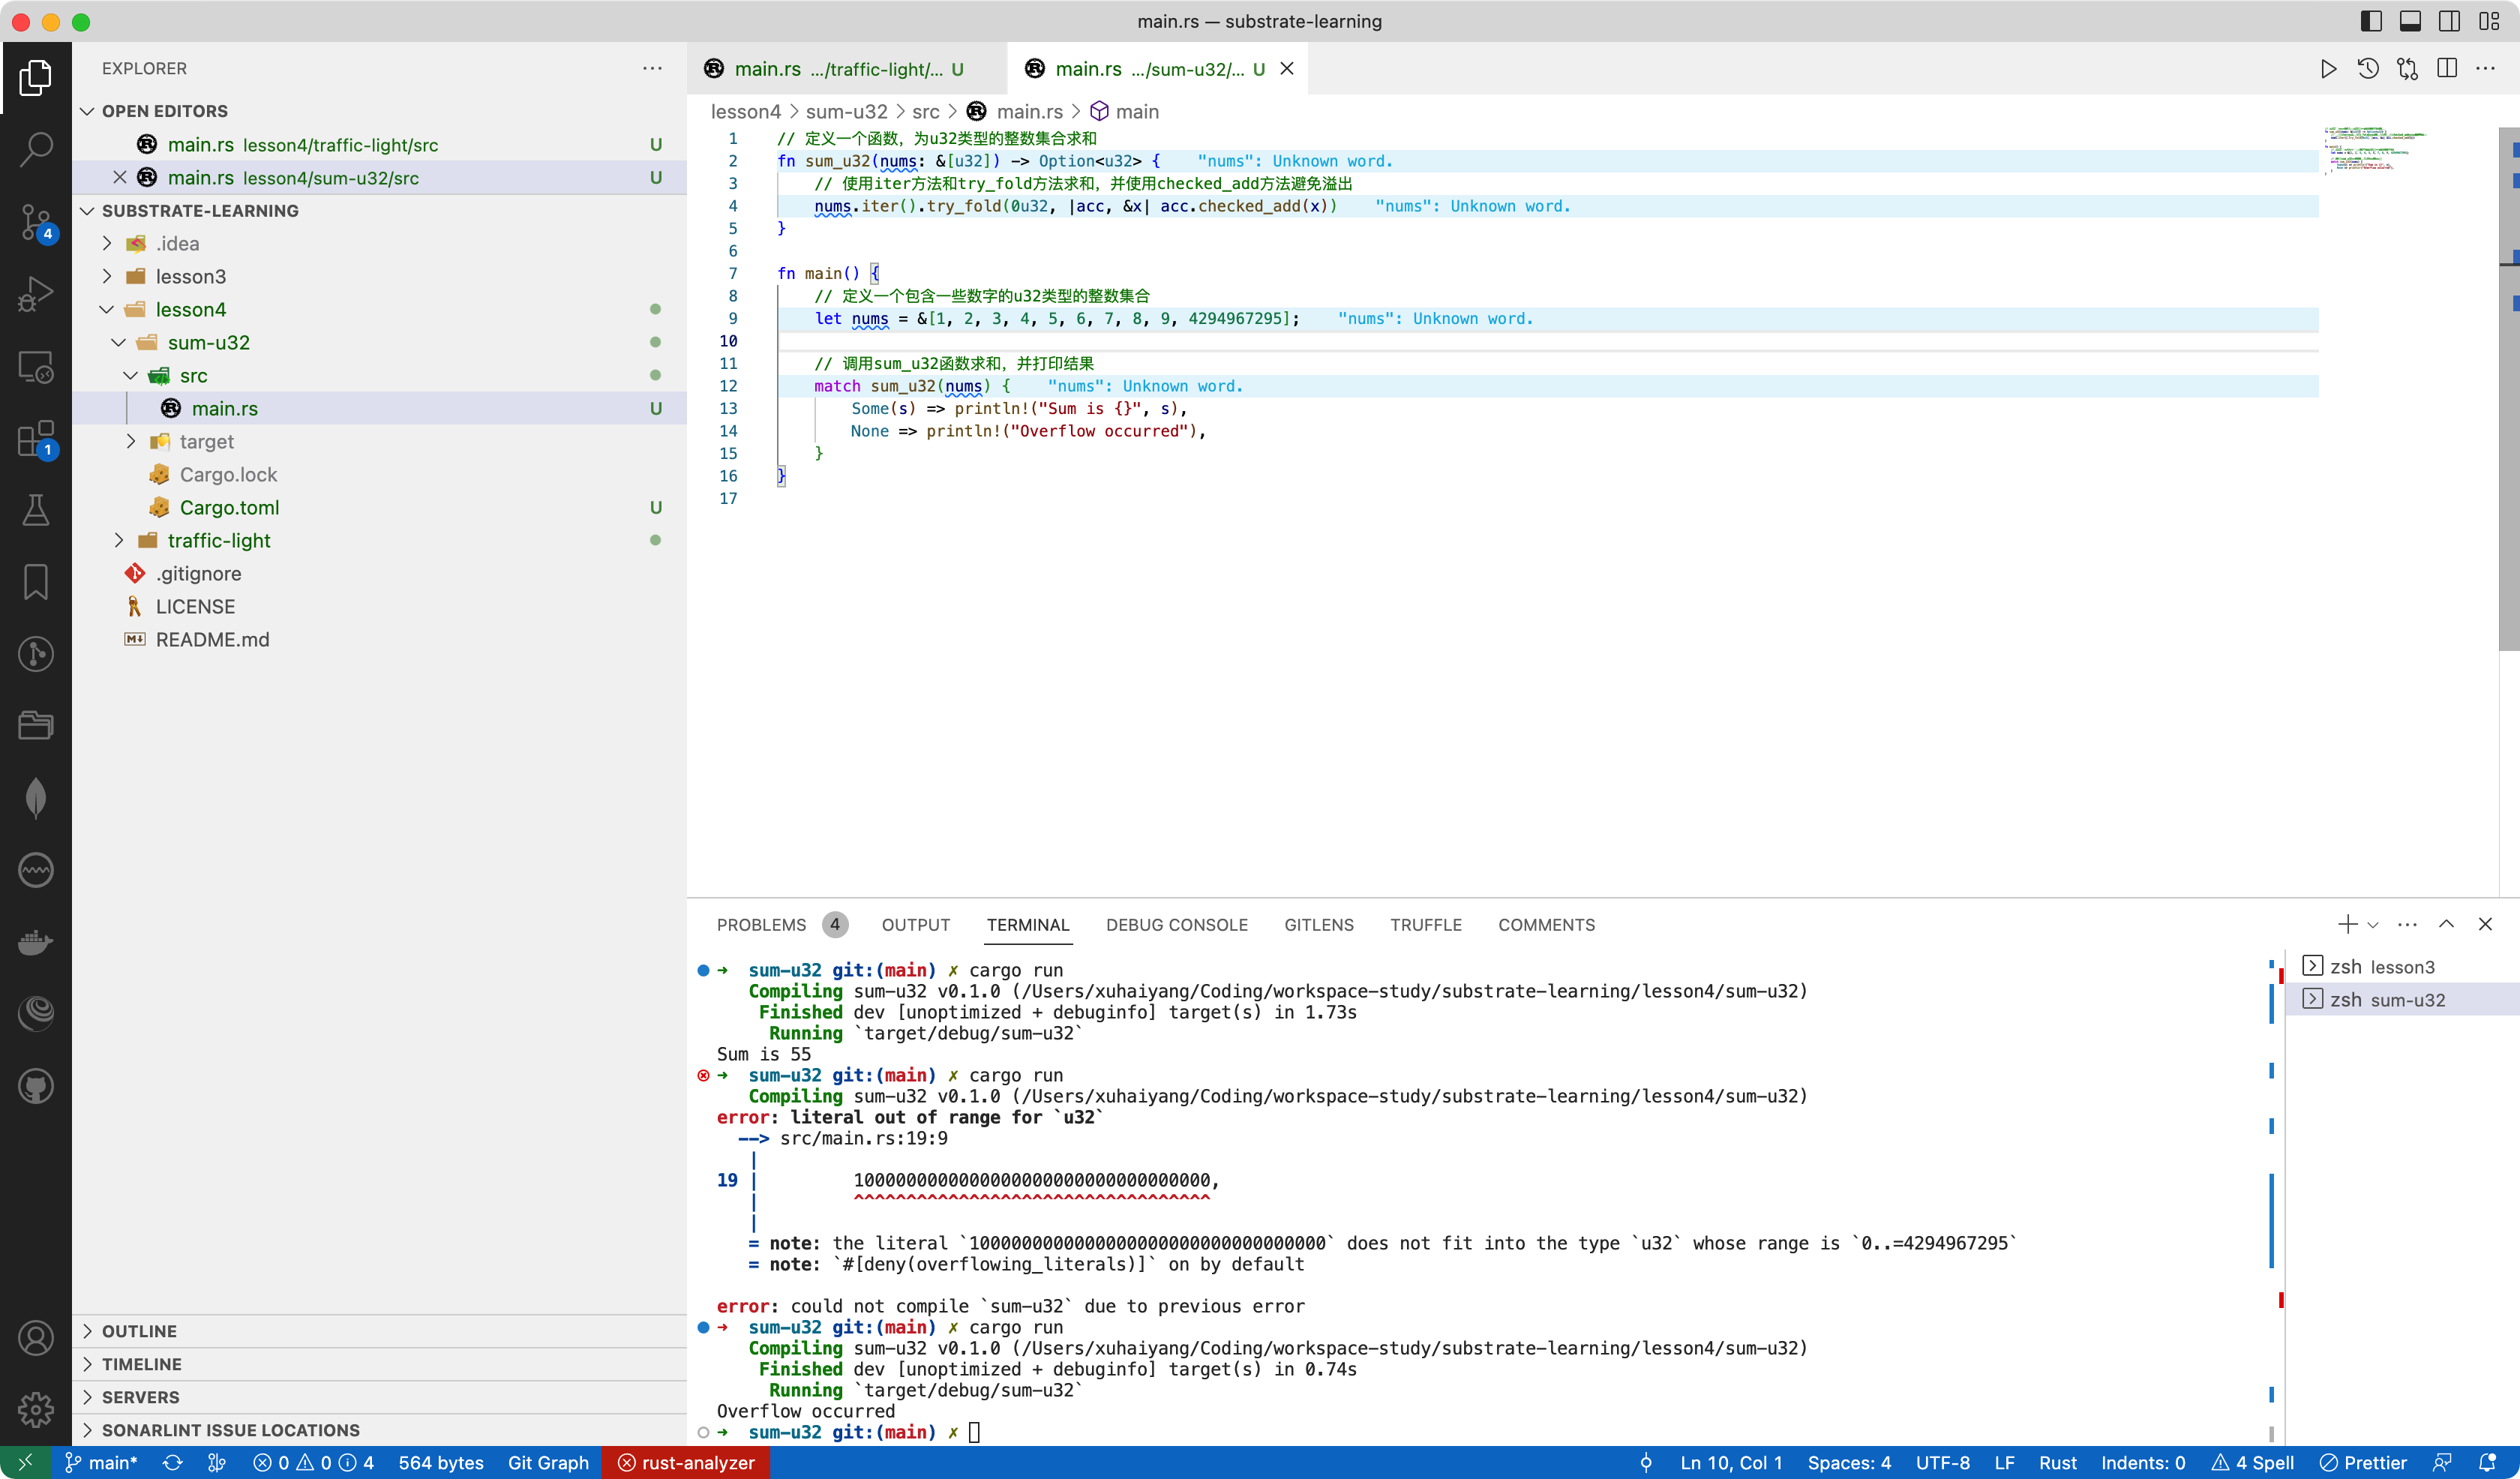 main.rs — substrate-learning
EXPLORER
OPEN EDITORS
main.rs lesson4/traffic-light/src U
main.rs lesson4/sum-u32/src U
SUBSTRATE-LEARNING
.idea
lesson3
lesson4
sum-u32
src
main.rs U
target
Cargo.lock
Cargo.toml U
traffic-light
.gitignore
LICENSE
README.md
OUTLINE
TIMELINE
SERVERS
SONARLINT ISSUE LOCATIONS
4
1
main.rs .../traffic-light/... U
main.rs .../sum-u32/... U
lesson4 > sum-u32 > src > main.rs > main
1 // 定义一个函数，为u32类型的整数集合求和
2 fn sum_u32(nums: &[u32]) -> Option<u32> { "nums": Unknown word.
3 // 使用iter方法和try_fold方法求和，并使用checked_add方法避免溢出
4 nums.iter().try_fold(0u32, |acc, &x| acc.checked_add(x)) "nums": Unknown word.
5 }
6
7 fn main() {
8 // 定义一个包含一些数字的u32类型的整数集合
9 let nums = &[1, 2, 3, 4, 5, 6, 7, 8, 9, 4294967295]; "nums": Unknown word.
10
11 // 调用sum_u32函数求和，并打印结果
12 match sum_u32(nums) { "nums": Unknown word.
13 Some(s) => println!("Sum is {}", s),
14 None => println!("Overflow occurred"),
15 }
16 }
17
PROBLEMS 4 OUTPUT TERMINAL DEBUG CONSOLE GITLENS TRUFFLE COMMENTS
➜ sum-u32 git:(main) ✗ cargo run
Compiling sum-u32 v0.1.0 (/Users/xuhaiyang/Coding/workspace-study/substrate-learning/lesson4/sum-u32)
Finished dev [unoptimized + debuginfo] target(s) in 1.73s
Running `target/debug/sum-u32`
Sum is 55
➜ sum-u32 git:(main) ✗ cargo run
Compiling sum-u32 v0.1.0 (/Users/xuhaiyang/Coding/workspace-study/substrate-learning/lesson4/sum-u32)
error: literal out of range for `u32`
--> src/main.rs:19:9
|
19 | 1000000000000000000000000000000000,
| ^^^^^^^^^^^^^^^^^^^^^^^^^^^^^^^^^^
|
= note: the literal `1000000000000000000000000000000000` does not fit into the type `u32` whose range is `0..=4294967295`
= note: `#[deny(overflowing_literals)]` on by default
error: could not compile `sum-u32` due to previous error
➜ sum-u32 git:(main) ✗ cargo run
Compiling sum-u32 v0.1.0 (/Users/xuhaiyang/Coding/workspace-study/substrate-learning/lesson4/sum-u32)
Finished dev [unoptimized + debuginfo] target(s) in 0.74s
Running `target/debug/sum-u32`
Overflow occurred
➜ sum-u32 git:(main) ✗
zsh lesson3
zsh sum-u32
main* 0 0 4 564 bytes Git Graph rust-analyzer Ln 10, Col 1 Spaces: 4 UTF-8 LF Rust Indents: 0 4 Spell Prettier